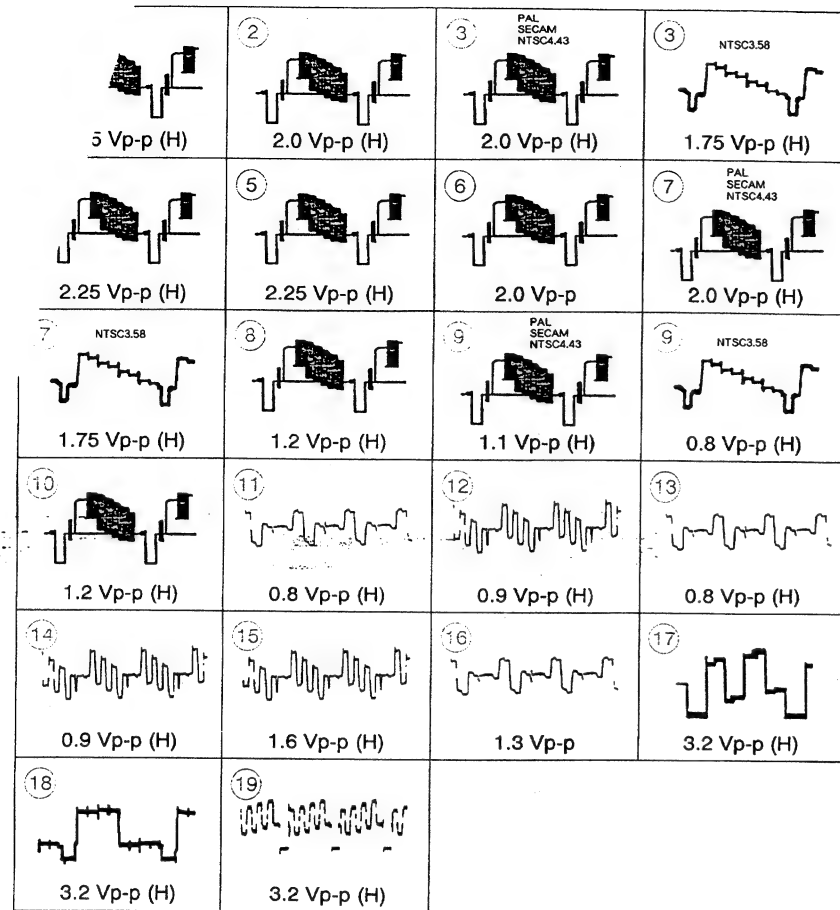 2
3
PAL
SECAM
NTSC4.43
3
NTSC3.58
5 Vp-p (H)
2.0 Vp-p (H)
2.0 Vp-p (H)
1.75 Vp-p (H)
5
6
7
PAL
SECAM
NTSC4.43
2.25 Vp-p (H)
2.25 Vp-p (H)
2.0 Vp-p
2.0 Vp-p (H)
7
NTSC3.58
8
9
PAL
SECAM
NTSC4.43
9
NTSC3.58
1.75 Vp-p (H)
1.2 Vp-p (H)
1.1 Vp-p (H)
0.8 Vp-p (H)
10
11
12
13
1.2 Vp-p (H)
0.8 Vp-p (H)
0.9 Vp-p (H)
0.8 Vp-p (H)
14
15
16
17
0.9 Vp-p (H)
1.6 Vp-p (H)
1.3 Vp-p
3.2 Vp-p (H)
18
19
3.2 Vp-p (H)
3.2 Vp-p (H)